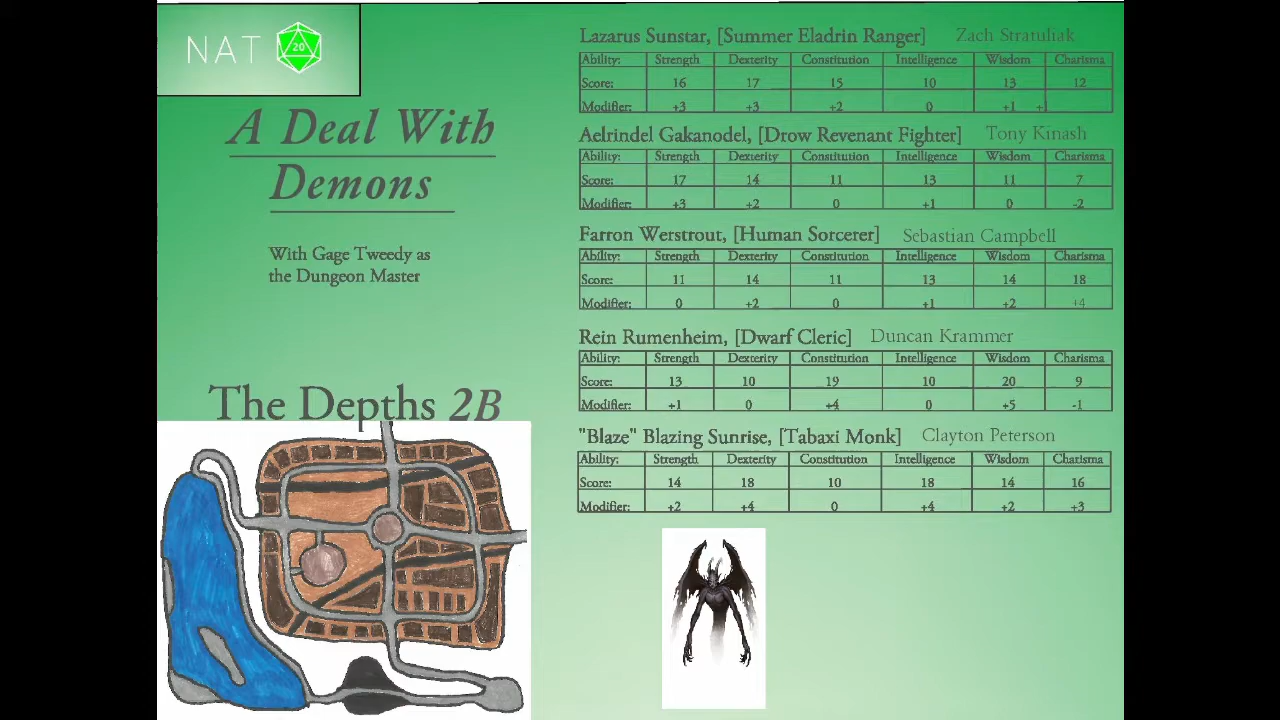 NAT 20
A Deal With
Demons
With Gage Tweedy as
the Dungeon Master
The Depths 2B
Lazarus Sunstar, [Summer Eladrin Ranger] Zach Stratuliak
Ability: Strength Dexterity Constitution Intelligence Wisdom Charisma
Score: 16 17 15 10 13 12
Modifier: +3 +3 +2 0 +1 +1
Aelrindel Gakanodel, [Drow Revenant Fighter] Tony Kinash
Ability: Strength Dexterity Constitution Intelligence Wisdom Charisma
Score: 17 14 11 13 11 7
Modifier: +3 +2 0 +1 0 -2
Farron Werstrout, [Human Sorcerer] Sebastian Campbell
Ability: Strength Dexterity Constitution Intelligence Wisdom Charisma
Score: 11 14 11 13 14 18
Modifier: 0 +2 0 +1 +2 +4
Rein Rumenheim, [Dwarf Cleric] Duncan Krammer
Ability: Strength Dexterity Constitution Intelligence Wisdom Charisma
Score: 13 10 19 10 20 9
Modifier: +1 0 +4 0 +5 -1
"Blaze" Blazing Sunrise, [Tabaxi Monk] Clayton Peterson
Ability: Strength Dexterity Constitution Intelligence Wisdom Charisma
Score: 14 18 10 18 14 16
Modifier: +2 +4 0 +4 +2 +3